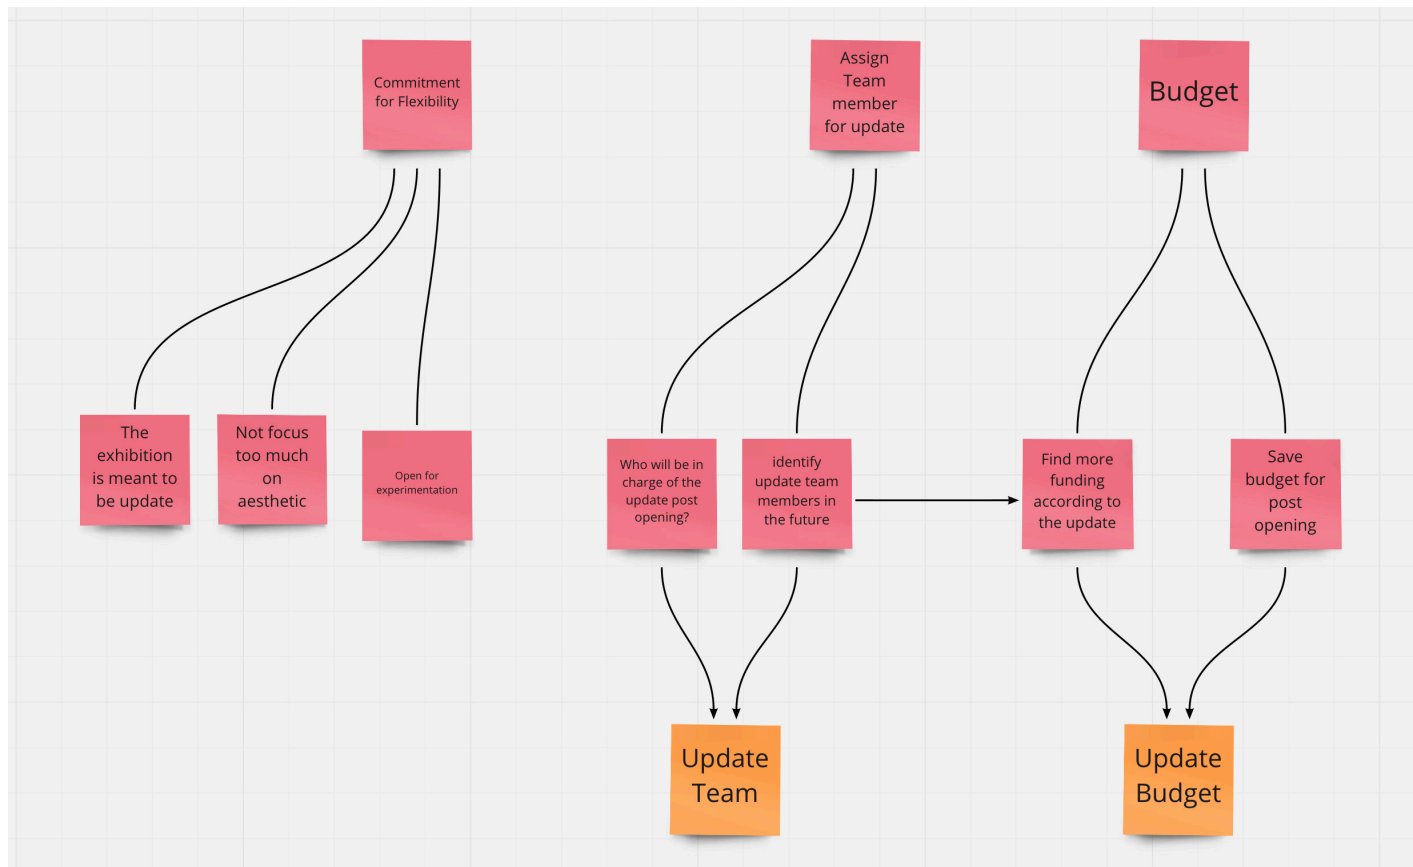 Commitment
for Flexibility
Assign
Team
member
for update
Budget
The
exhibition
is meant to
be update
Not focus
too much
on
aesthetic
Open for
experimentation
Who will be in
charge of the
update post
opening?
identify
update team
members in
the future
Find more
funding
according to
the update
Save
budget for
post
opening
Update
Team
Update
Budget